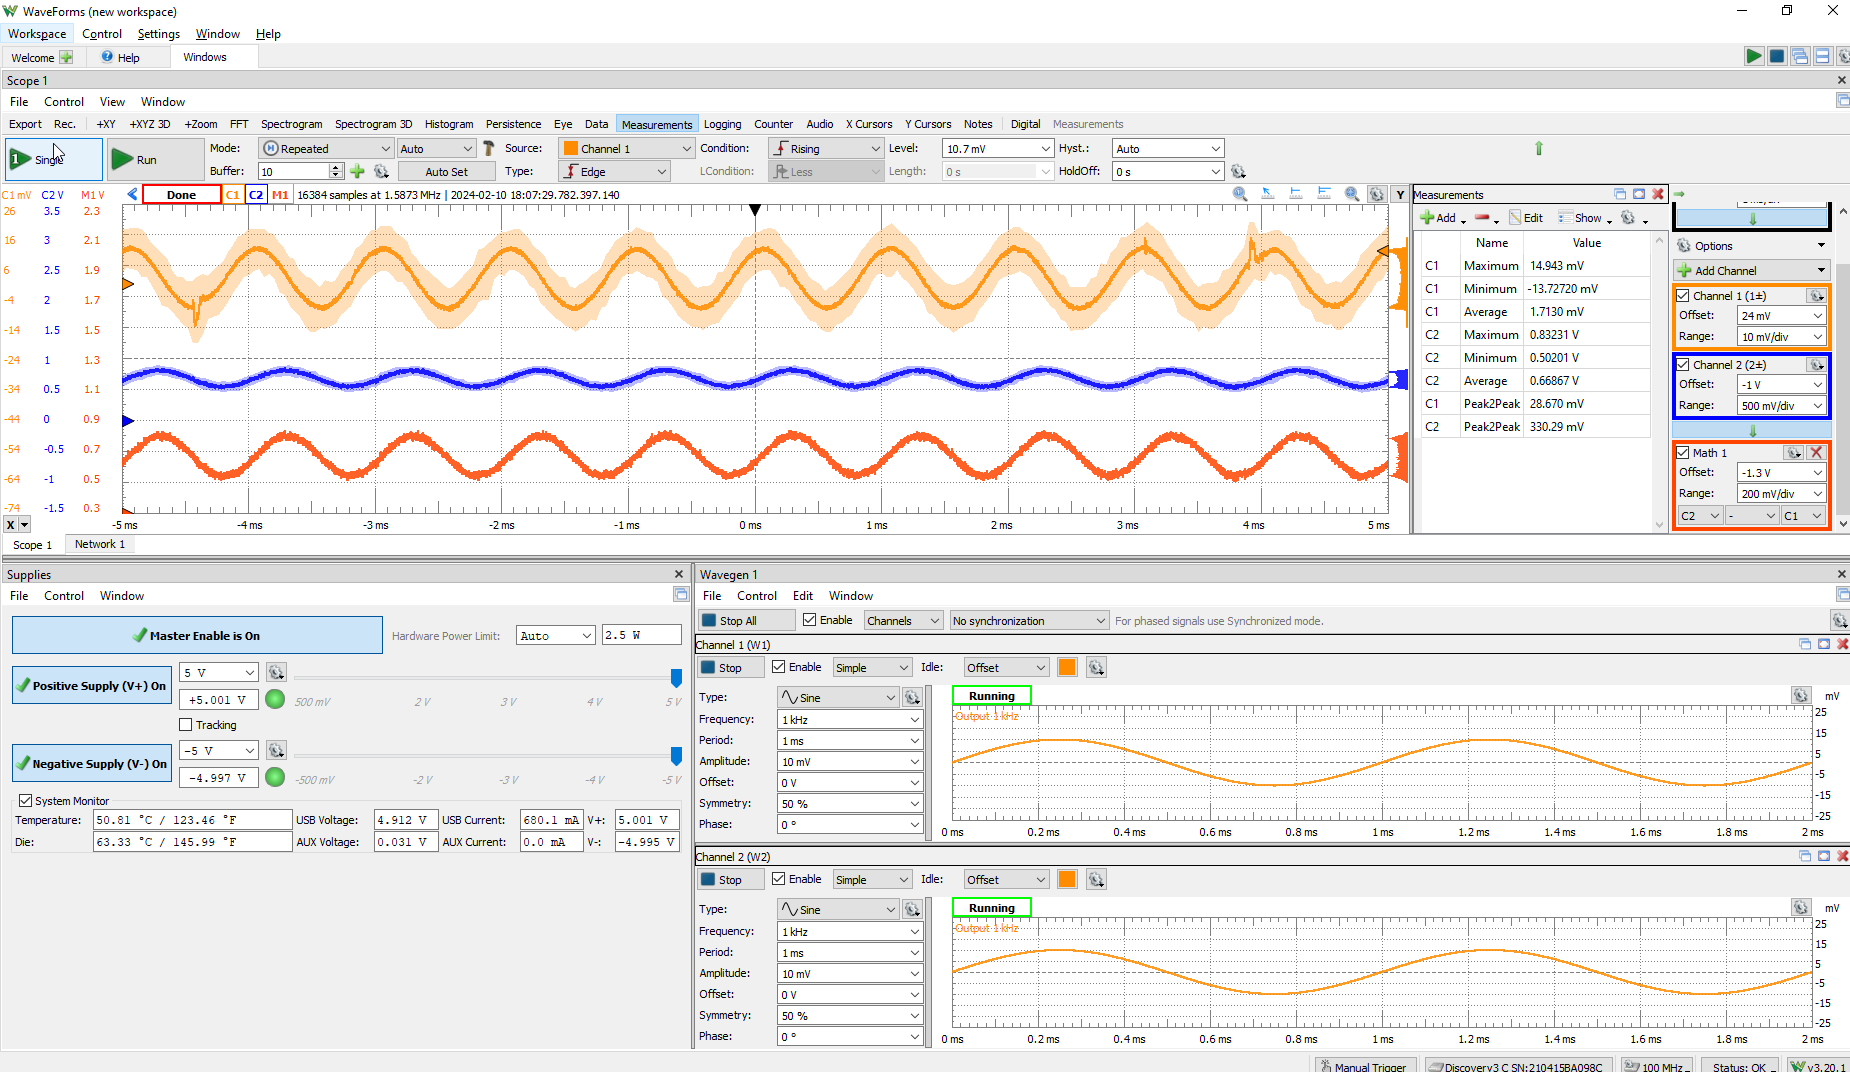 WaveForms (new workspace)
Workspace Control Settings Window Help
Welcome Help Windows
Scope 1
File Control View Window
Export Rec. +XY +XYZ 3D +Zoom FFT Spectrogram Spectrogram 3D Histogram Persistence Eye Data Measurements Logging Counter Audio X Cursors Y Cursors Notes Digital Measurements
1 Single Run Mode: Repeated Auto Source: Channel 1 Condition: Rising Level: 10.7 mV Hyst.: Auto
Buffer: 10 Auto Set Type: Edge LCondition: Less Length: 0 s HoldOff: 0 s
C1 mV C2 V M1 V Done C1 C2 M1 16384 samples at 1.5873 MHz | 2024-02-10 18:07:29.782.397.140 Y
26 3.5 2.3
16 3 2.1
6 2.5 1.9
-4 2 1.7
-14 1.5 1.5
-24 1 1.3
-34 0.5 1.1
-44 0 0.9
-54 -0.5 0.7
-64 -1 0.5
-74 -1.5 0.3
X -5 ms -4 ms -3 ms -2 ms -1 ms 0 ms 1 ms 2 ms 3 ms 4 ms 5 ms
Measurements
Add Edit Show
Name Value
C1 Maximum 14.943 mV
C1 Minimum -13.72720 mV
C1 Average 1.7130 mV
C2 Maximum 0.83231 V
C2 Minimum 0.50201 V
C2 Average 0.66867 V
C1 Peak2Peak 28.670 mV
C2 Peak2Peak 330.29 mV
Options
Add Channel
Channel 1 (1±)
Offset: 24 mV
Range: 10 mV/div
Channel 2 (2±)
Offset: -1 V
Range: 500 mV/div
Math 1
Offset: -1.3 V
Range: 200 mV/div
C2 - C1
Scope 1 Network 1
Supplies
File Control Window
Master Enable is On Hardware Power Limit: Auto 2.5 W
Positive Supply (V+) On 5 V
+5.001 V 500 mV 2 V 3 V 4 V 5 V
Tracking
Negative Supply (V-) On -5 V
-4.997 V -500 mV -2 V -3 V -4 V -5 V
System Monitor
Temperature: 50.81 °C / 123.46 °F USB Voltage: 4.912 V USB Current: 680.1 mA V+: 5.001 V
Die: 63.33 °C / 145.99 °F AUX Voltage: 0.031 V AUX Current: 0.0 mA V-: -4.995 V
Wavegen 1
File Control Edit Window
Stop All Enable Channels No synchronization For phased signals use Synchronized mode.
Channel 1 (W1)
Stop Enable Simple Idle: Offset
Type: Sine
Frequency: 1 kHz
Period: 1 ms
Amplitude: 10 mV
Offset: 0 V
Symmetry: 50 %
Phase: 0 °
Running mV
Output 1 kHz
25
15
5
-5
-15
-25
0 ms 0.2 ms 0.4 ms 0.6 ms 0.8 ms 1 ms 1.2 ms 1.4 ms 1.6 ms 1.8 ms 2 ms
Channel 2 (W2)
Stop Enable Simple Idle: Offset
Type: Sine
Frequency: 1 kHz
Period: 1 ms
Amplitude: 10 mV
Offset: 0 V
Symmetry: 50 %
Phase: 0 °
Running mV
Output 1 kHz
25
15
5
-5
-15
-25
0 ms 0.2 ms 0.4 ms 0.6 ms 0.8 ms 1 ms 1.2 ms 1.4 ms 1.6 ms 1.8 ms 2 ms
Manual Trigger Discovery3 C SN:210415BA098C 100 MHz Status: OK v3.20.1